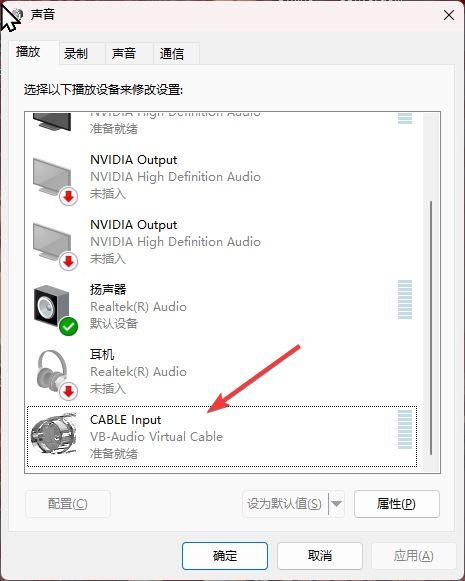 声音
播放
录制
声音
通信
选择以下播放设备来修改设置:
NVIDIA High Definition Audio
准备就绪
NVIDIA Output
NVIDIA High Definition Audio
未插入
NVIDIA Output
NVIDIA High Definition Audio
未插入
扬声器
Realtek(R) Audio
默认设备
耳机
Realtek(R) Audio
未插入
CABLE Input
VB-Audio Virtual Cable
准备就绪
配置(C)
设为默认值(S)
属性(P)
确定
取消
应用(A)